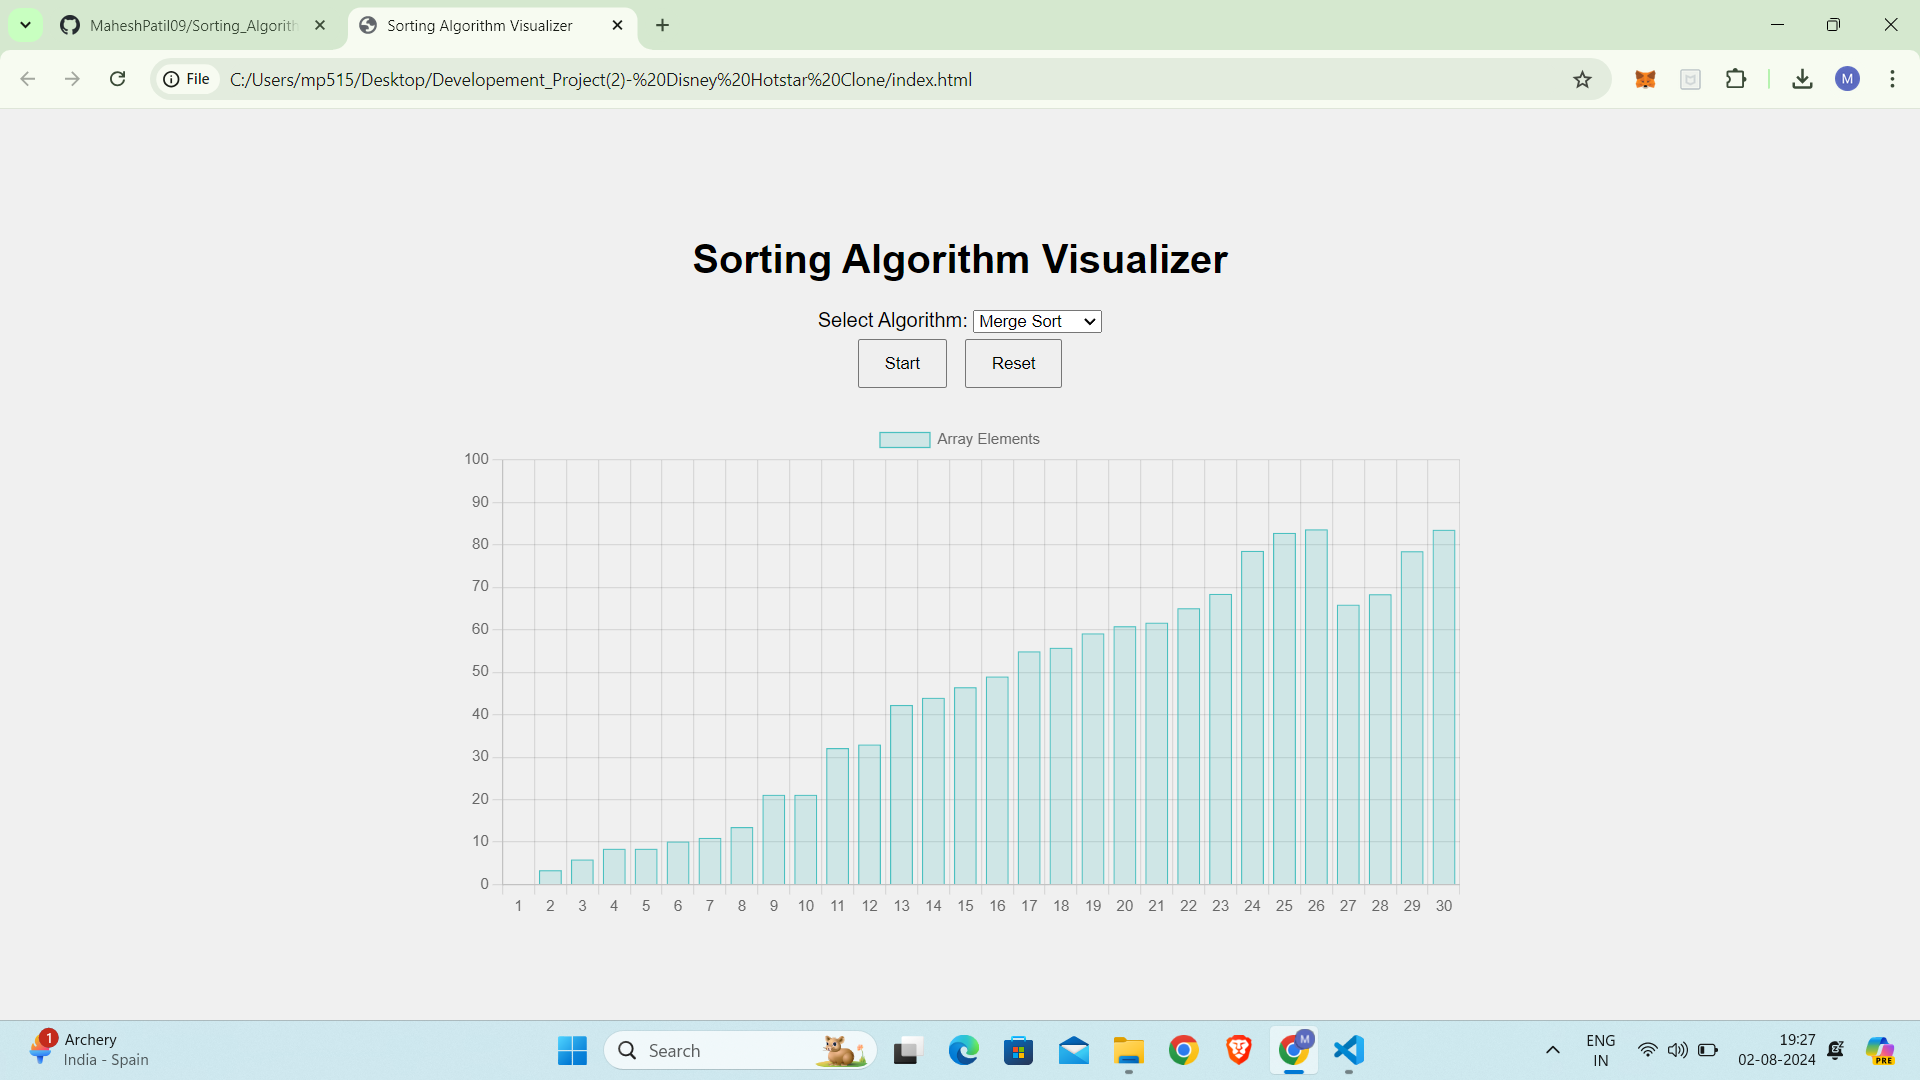 MaheshPatil09/Sorting_Algorith
Sorting Algorithm Visualizer
File
C:/Users/mp515/Desktop/Developement_Project(2)-%20Disney%20Hotstar%20Clone/index.html
M
Sorting Algorithm Visualizer
Select Algorithm: Merge Sort
Start Reset
Array Elements
100
90
80
70
60
50
40
30
20
10
0
1 2 3 4 5 6 7 8 9 10 11 12 13 14 15 16 17 18 19 20 21 22 23 24 25 26 27 28 29 30
1
Archery
India - Spain
Search
M
ENG
IN
19:27
02-08-2024
PRE